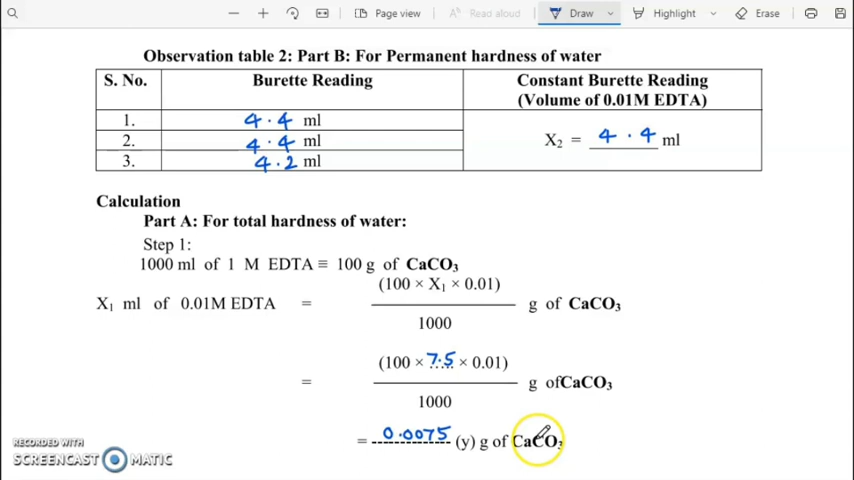 Page view
Read aloud
Draw
Highlight
Erase
Observation table 2: Part B: For Permanent hardness of water
S. No. Burette Reading Constant Burette Reading
(Volume of 0.01M EDTA)
1. 4.4 ml
2. 4.4 ml X₂ = 4.4 ml
3. 4.2 ml
Calculation
Part A: For total hardness of water:
Step 1:
1000 ml of 1 M EDTA ≡ 100 g of CaCO₃
(100 × X₁ × 0.01)
X₁ ml of 0.01M EDTA = g of CaCO₃
1000
(100 × 7.5 × 0.01)
= g ofCaCO₃
1000
= 0.0075 (y) g of CaCO₃
RECORDED WITH
SCREENCAST MATIC